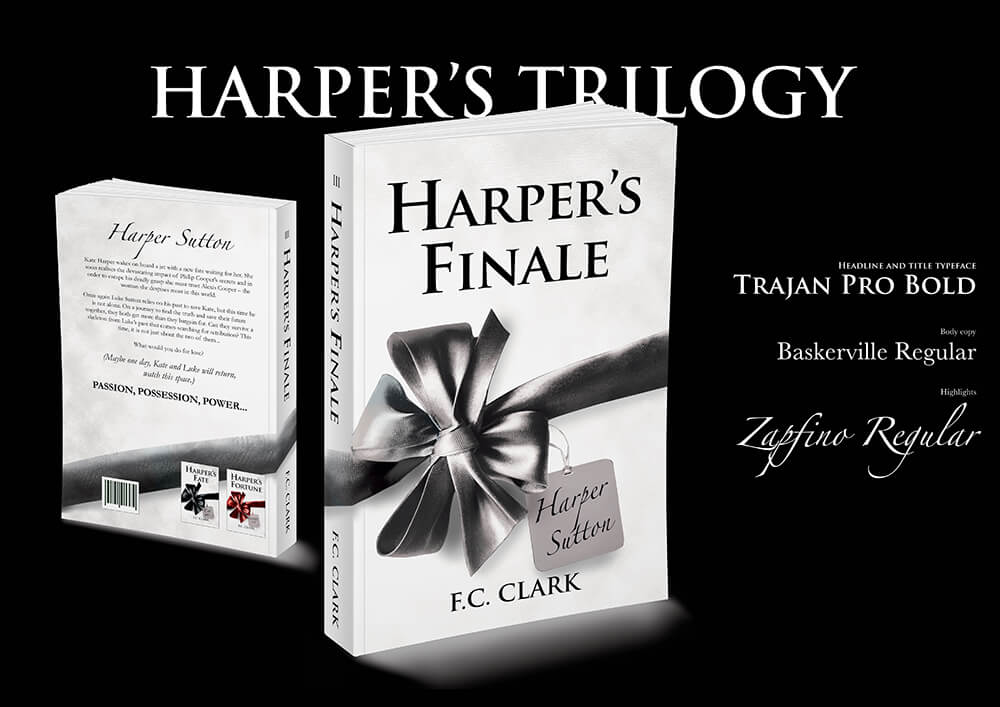 HARPER'S TRILOGY
Harper Sutton
Kate Harper wakes on board a jet with a new fate waiting for her. She
soon realises the devastating impact of Philip Cooper's secrets and in
order to escape his deadly grasp she must trust Alexis Cooper – the
woman she despises most in this world.
Once again Luke Sutton relies on his past to save Kate, but this time he
is not alone. On a journey to find the truth and save their future
together, they both get more than they bargain for. Can they survive a
skeleton from Luke's past that comes searching for retribution? This
time, it is not just about the two of them...
What would you do for love?
(Maybe one day, Kate and Luke will return,
watch this space.)
PASSION, POSSESSION, POWER...
HARPER'S
FATE
F.C. CLARK
HARPER'S
FORTUNE
F.C. CLARK
III
HARPER'S FINALE
F.C. CLARK
III
HARPER'S FINALE
F.C. CLARK
HARPER'S
FINALE
Harper
Sutton
F.C. CLARK
HEADLINE AND TITLE TYPEFACE
TRAJAN PRO BOLD
Body copy
Baskerville Regular
Highlights
Zapfino Regular